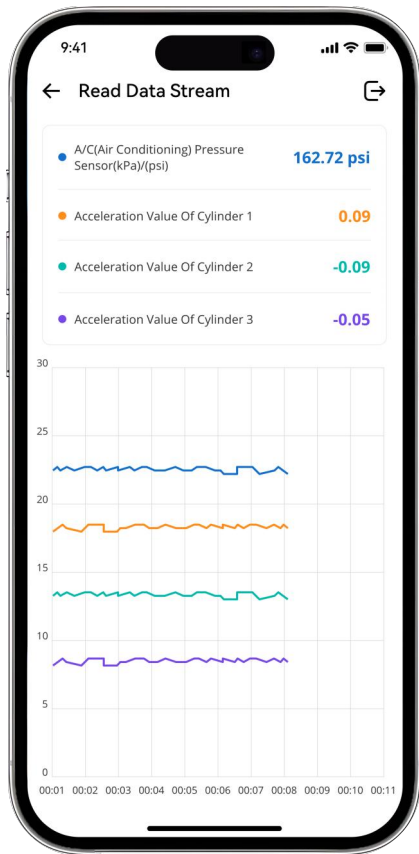 9:41
Read Data Stream
A/C(Air Conditioning) Pressure
Sensor(kPa)/(psi)
162.72 psi
Acceleration Value Of Cylinder 1
0.09
Acceleration Value Of Cylinder 2
-0.09
Acceleration Value Of Cylinder 3
-0.05
30
25
20
15
10
5
0
00:01 00:02 00:03 00:04 00:05 00:06 00:07 00:08 00:09 00:10 00:11